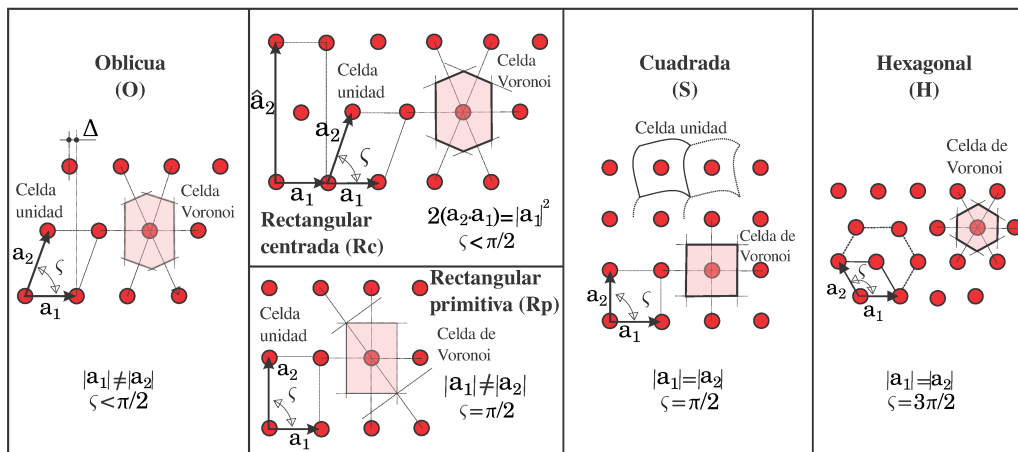 Oblicua
(O)
Δ
Celda
unidad
Celda
Voronoi
a₂
ς
a₁
|a₁|≠|a₂|
ς<π/2
Celda
unidad
Celda
Voronoi
â₂
a₂
ς
a₁
a₁
2(a₂·a₁)=|a₁|²
ς<π/2
Rectangular
centrada (Rc)
Rectangular
primitiva (Rp)
Celda
unidad
Celda de
Voronoi
a₂
ς
a₁
|a₁|≠|a₂|
ς=π/2
Cuadrada
(S)
Celda unidad
Celda de
Voronoi
a₂
ς
a₁
|a₁|=|a₂|
ς=π/2
Hexagonal
(H)
Celda de
Voronoi
a₂
ς
a₁
|a₁|=|a₂|
ς=3π/2